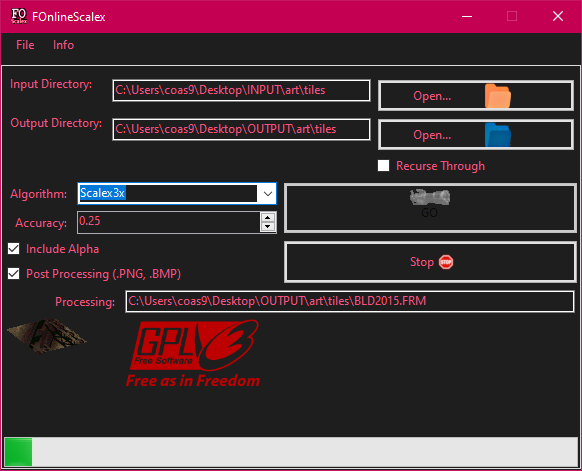 FO
Scalex
FOnlineScalex
File Info
Input Directory: C:\Users\coas9\Desktop\INPUT\art\tiles Open...
Output Directory: C:\Users\coas9\Desktop\OUTPUT\art\tiles Open...
Recurse Through
Algorithm: Scalex3x
GO
Accuracy: 0.25
Include Alpha
Stop STOP
Post Processing (.PNG, .BMP)
Processing: C:\Users\coas9\Desktop\OUTPUT\art\tiles\BLD2015.FRM
GPLv3
Free Software
Free as in Freedom